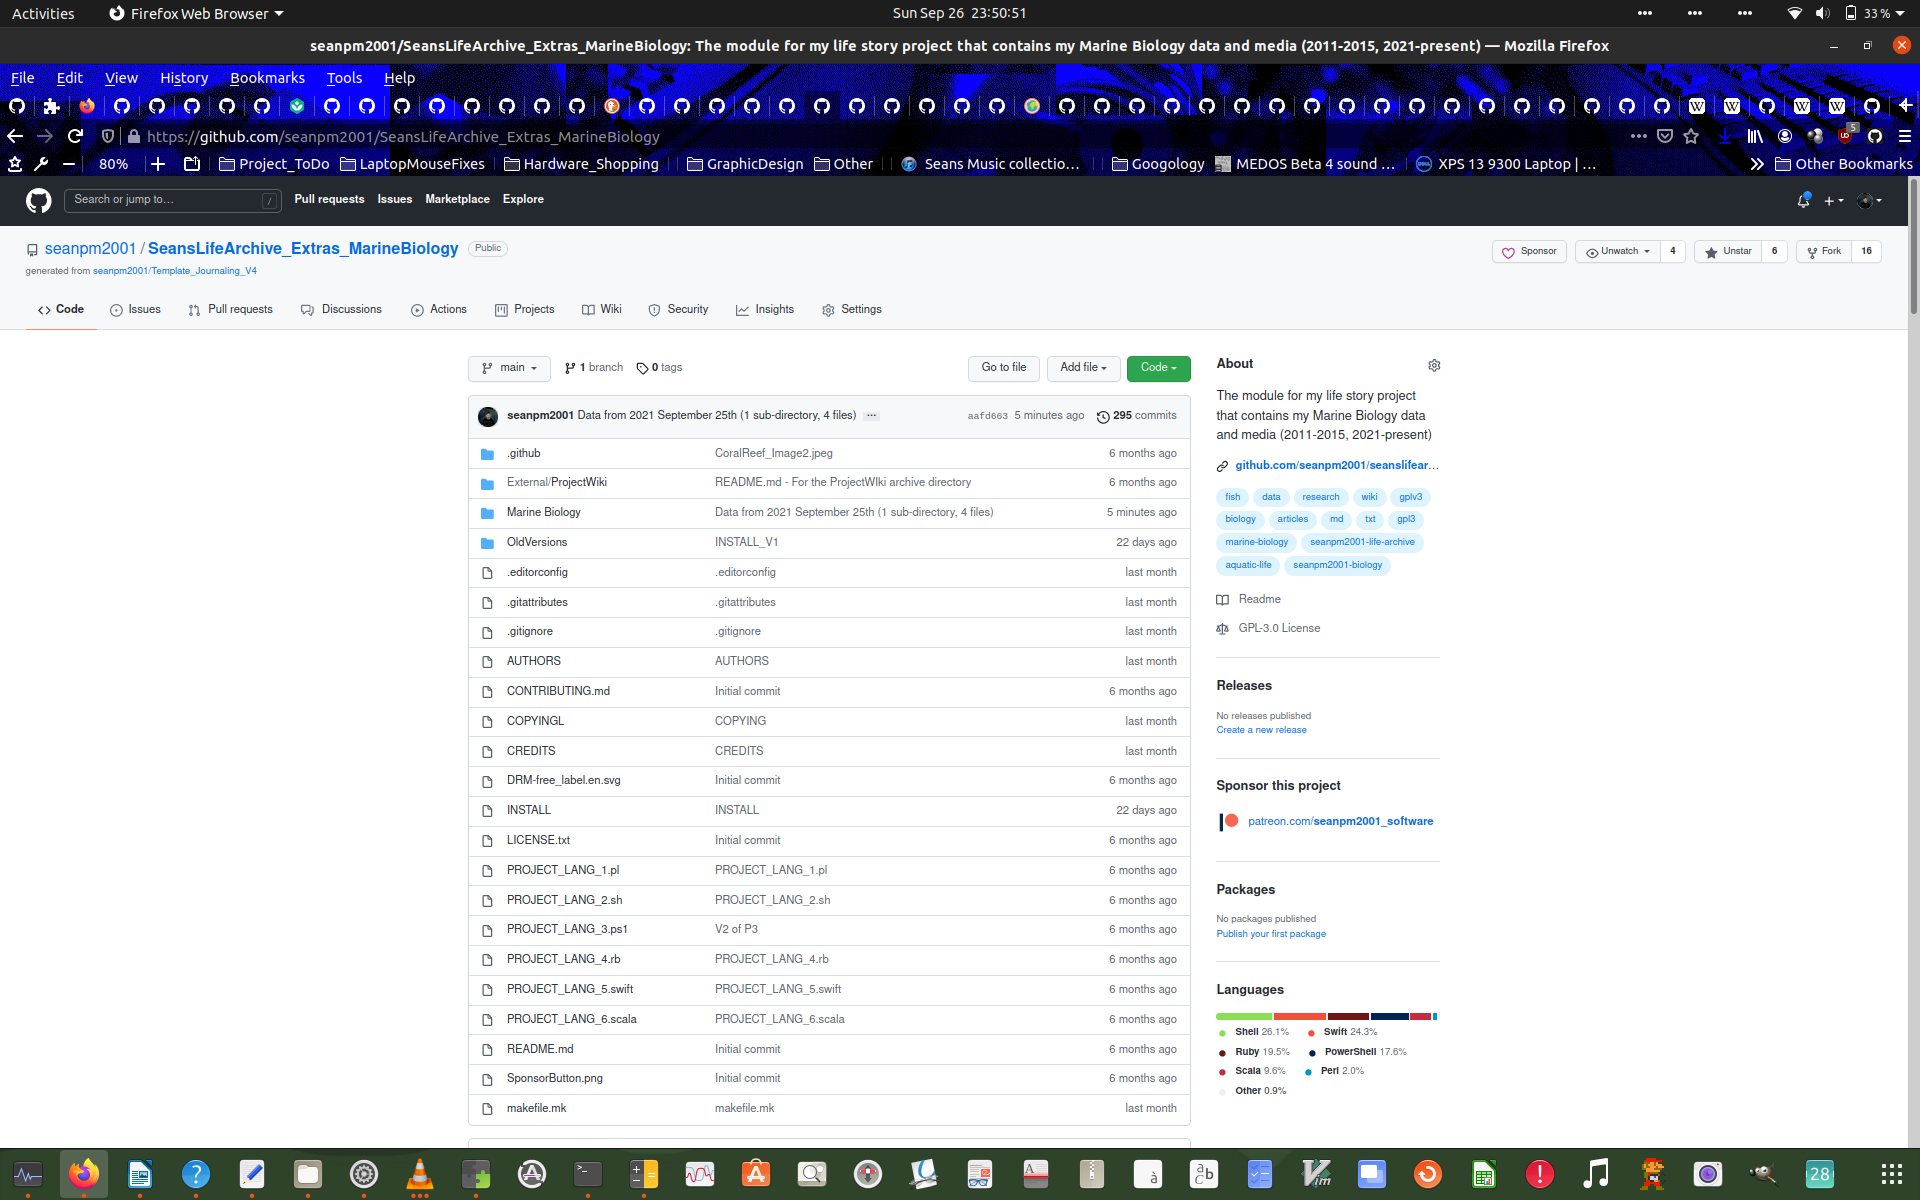 Activities Firefox Web Browser Sun Sep 26 23:50:51 33 %
seanpm2001/SeansLifeArchive_Extras_MarineBiology: The module for my life story project that contains my Marine Biology data and media (2011-2015, 2021-present) — Mozilla Firefox
File Edit View History Bookmarks Tools Help
https://github.com/seanpm2001/SeansLifeArchive_Extras_MarineBiology 5
80% Project_ToDo LaptopMouseFixes Hardware_Shopping GraphicDesign Other Seans Music collectio… Googology MEDOS Beta 4 sound … XPS 13 9300 Laptop | … Other Bookmarks
Search or jump to… / Pull requests Issues Marketplace Explore
seanpm2001 / SeansLifeArchive_Extras_MarineBiology Public Sponsor Unwatch 4 Unstar 6 Fork 16
generated from seanpm2001/Template_Journaling_V4
Code Issues Pull requests Discussions Actions Projects Wiki Security Insights Settings
main 1 branch 0 tags Go to file Add file Code
seanpm2001 Data from 2021 September 25th (1 sub-directory, 4 files) ... aafd663 5 minutes ago 295 commits
.github CoralReef_Image2.jpeg 6 months ago
External/ProjectWiki README.md - For the ProjectWIki archive directory 6 months ago
Marine Biology Data from 2021 September 25th (1 sub-directory, 4 files) 5 minutes ago
OldVersions INSTALL_V1 22 days ago
.editorconfig .editorconfig last month
.gitattributes .gitattributes last month
.gitignore .gitignore last month
AUTHORS AUTHORS last month
CONTRIBUTING.md Initial commit 6 months ago
COPYINGL COPYING last month
CREDITS CREDITS last month
DRM-free_label.en.svg Initial commit 6 months ago
INSTALL INSTALL 22 days ago
LICENSE.txt Initial commit 6 months ago
PROJECT_LANG_1.pl PROJECT_LANG_1.pl 6 months ago
PROJECT_LANG_2.sh PROJECT_LANG_2.sh 6 months ago
PROJECT_LANG_3.ps1 V2 of P3 6 months ago
PROJECT_LANG_4.rb PROJECT_LANG_4.rb 6 months ago
PROJECT_LANG_5.swift PROJECT_LANG_5.swift 6 months ago
PROJECT_LANG_6.scala PROJECT_LANG_6.scala 6 months ago
README.md Initial commit 6 months ago
SponsorButton.png Initial commit 6 months ago
makefile.mk makefile.mk last month
About
The module for my life story project
that contains my Marine Biology data
and media (2011-2015, 2021-present)
github.com/seanpm2001/seanslifear…
fish data research wiki gplv3
biology articles md txt gpl3
marine-biology seanpm2001-life-archive
aquatic-life seanpm2001-biology
Readme
GPL-3.0 License
Releases
No releases published
Create a new release
Sponsor this project
patreon.com/seanpm2001_software
Packages
No packages published
Publish your first package
Languages
Shell 26.1% Swift 24.3%
Ruby 19.5% PowerShell 17.6%
Scala 9.6% Perl 2.0%
Other 0.9%
28